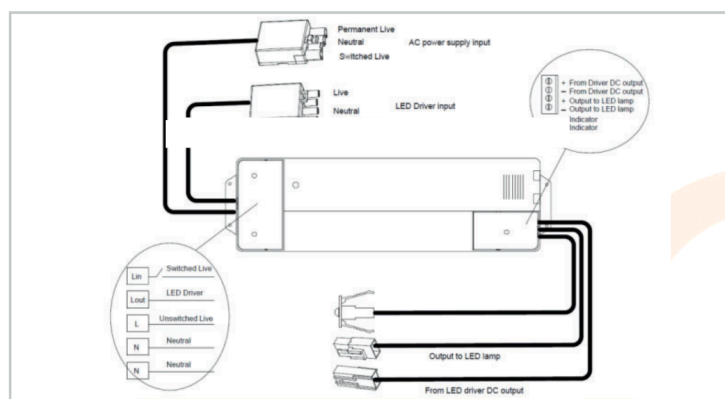 Permanent Live
Neutral
AC power supply input
Switched Live
Live
Neutral
LED Driver input
+ From Driver DC output
− From Driver DC output
+ Output to LED lamp
− Output to LED lamp
Indicator
Indicator
Lin Switched Live
Lout LED Driver
L Unswitched Live
N Neutral
N Neutral
Output to LED lamp
From LED driver DC output